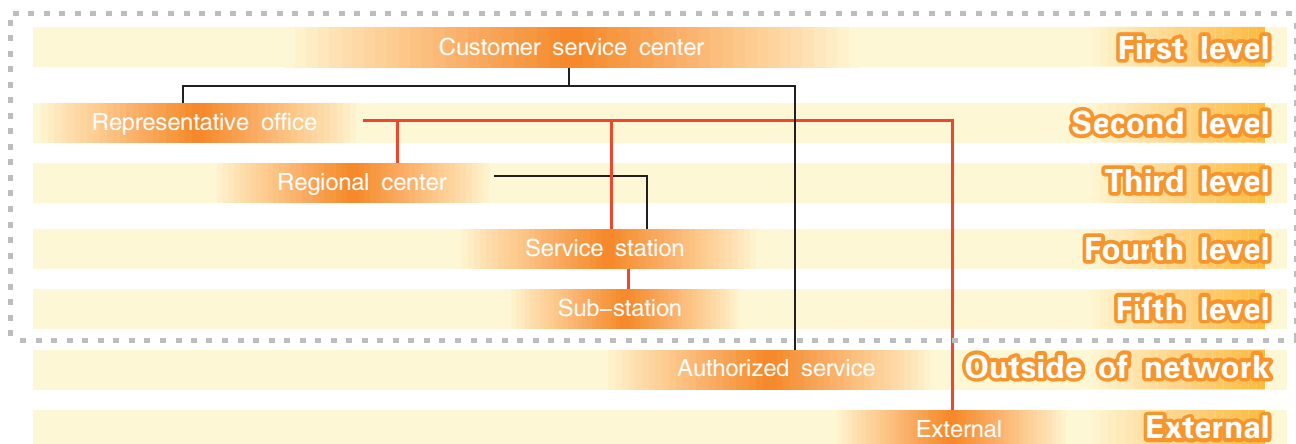 Customer service center First level
Representative office Second level
Regional center Third level
Service station Fourth level
Sub–station Fifth level
Authorized service Outside of network
External External